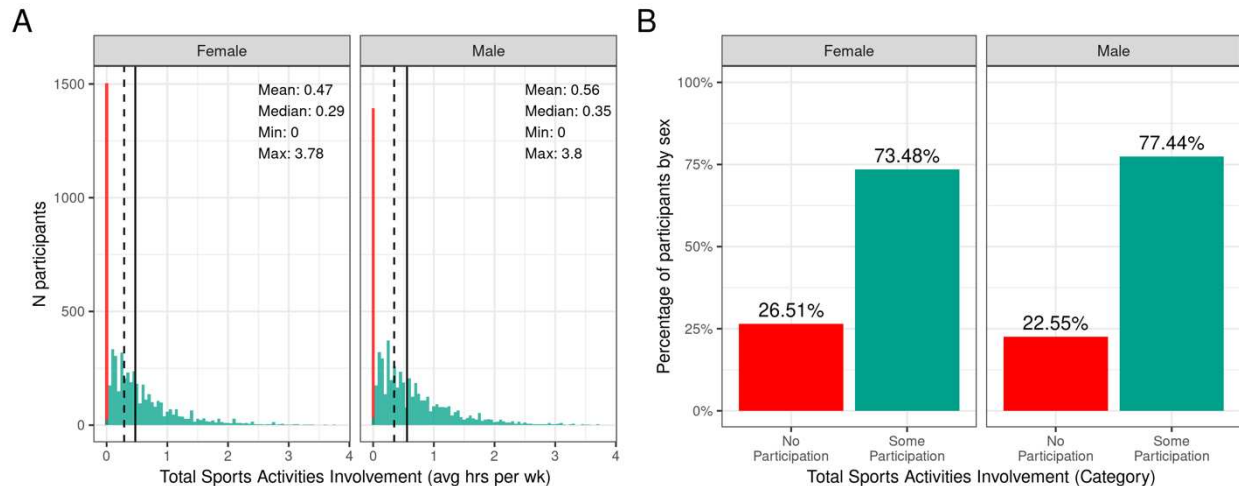 A
Female
Male
1500
1000
500
0
N participants
Mean: 0.47
Median: 0.29
Min: 0
Max: 3.78
Mean: 0.56
Median: 0.35
Min: 0
Max: 3.8
0 1 2 3 4
0 1 2 3 4
Total Sports Activities Involvement (avg hrs per wk)
B
Female
Male
100%
75%
50%
25%
0%
Percentage of participants by sex
26.51%
73.48%
22.55%
77.44%
No
Participation
Some
Participation
No
Participation
Some
Participation
Total Sports Activities Involvement (Category)